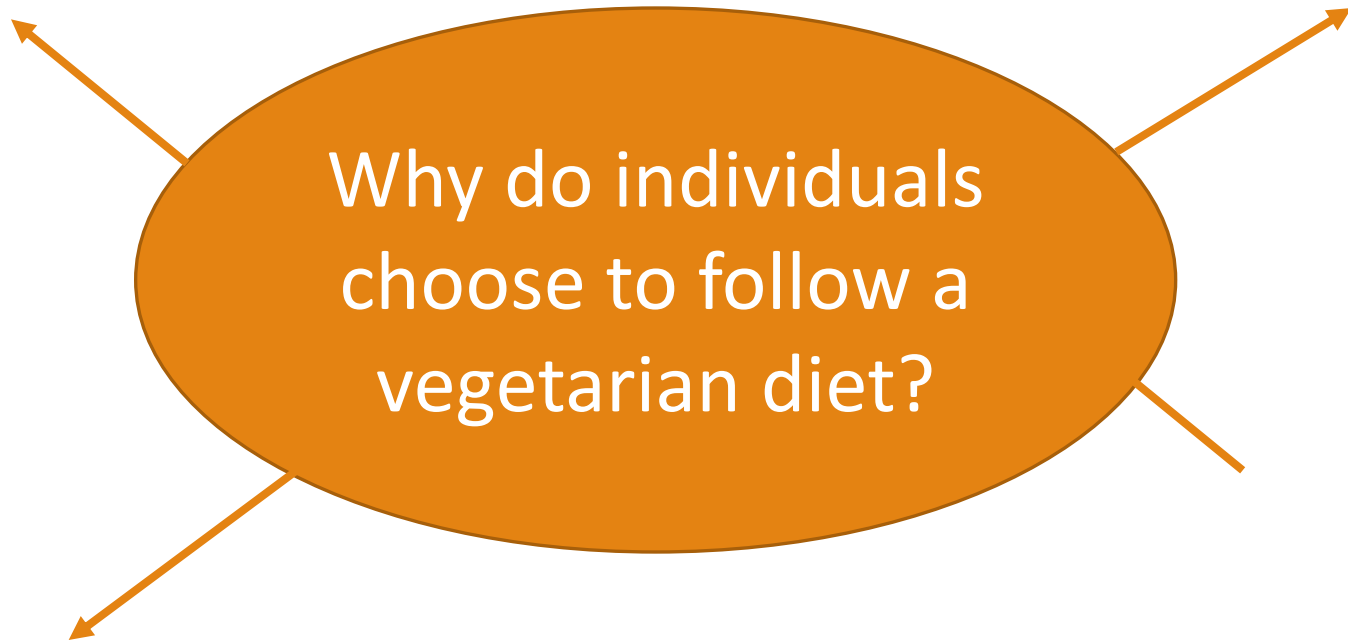 Why do individuals
choose to follow a
vegetarian diet?